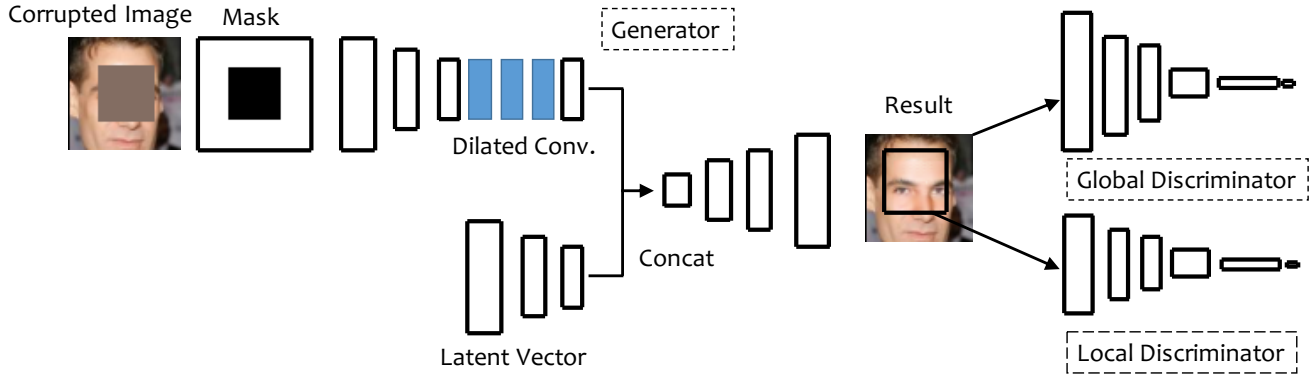 Corrupted Image
Mask
Generator
Dilated Conv.
Result
Global Discriminator
Concat
Latent Vector
Local Discriminator